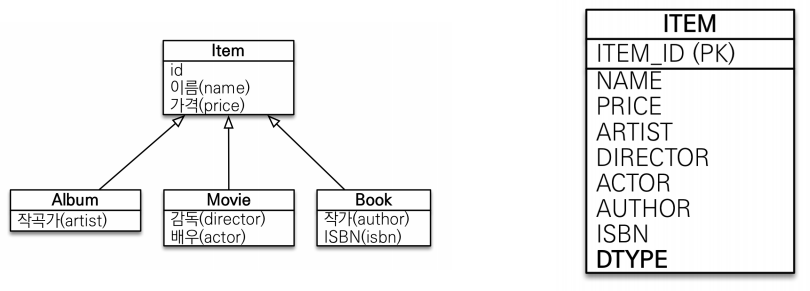 Item
id
이름(name)
가격(price)
Album
작곡가(artist)
Movie
감독(director)
배우(actor)
Book
작가(author)
ISBN(isbn)
ITEM
ITEM_ID (PK)
NAME
PRICE
ARTIST
DIRECTOR
ACTOR
AUTHOR
ISBN
DTYPE